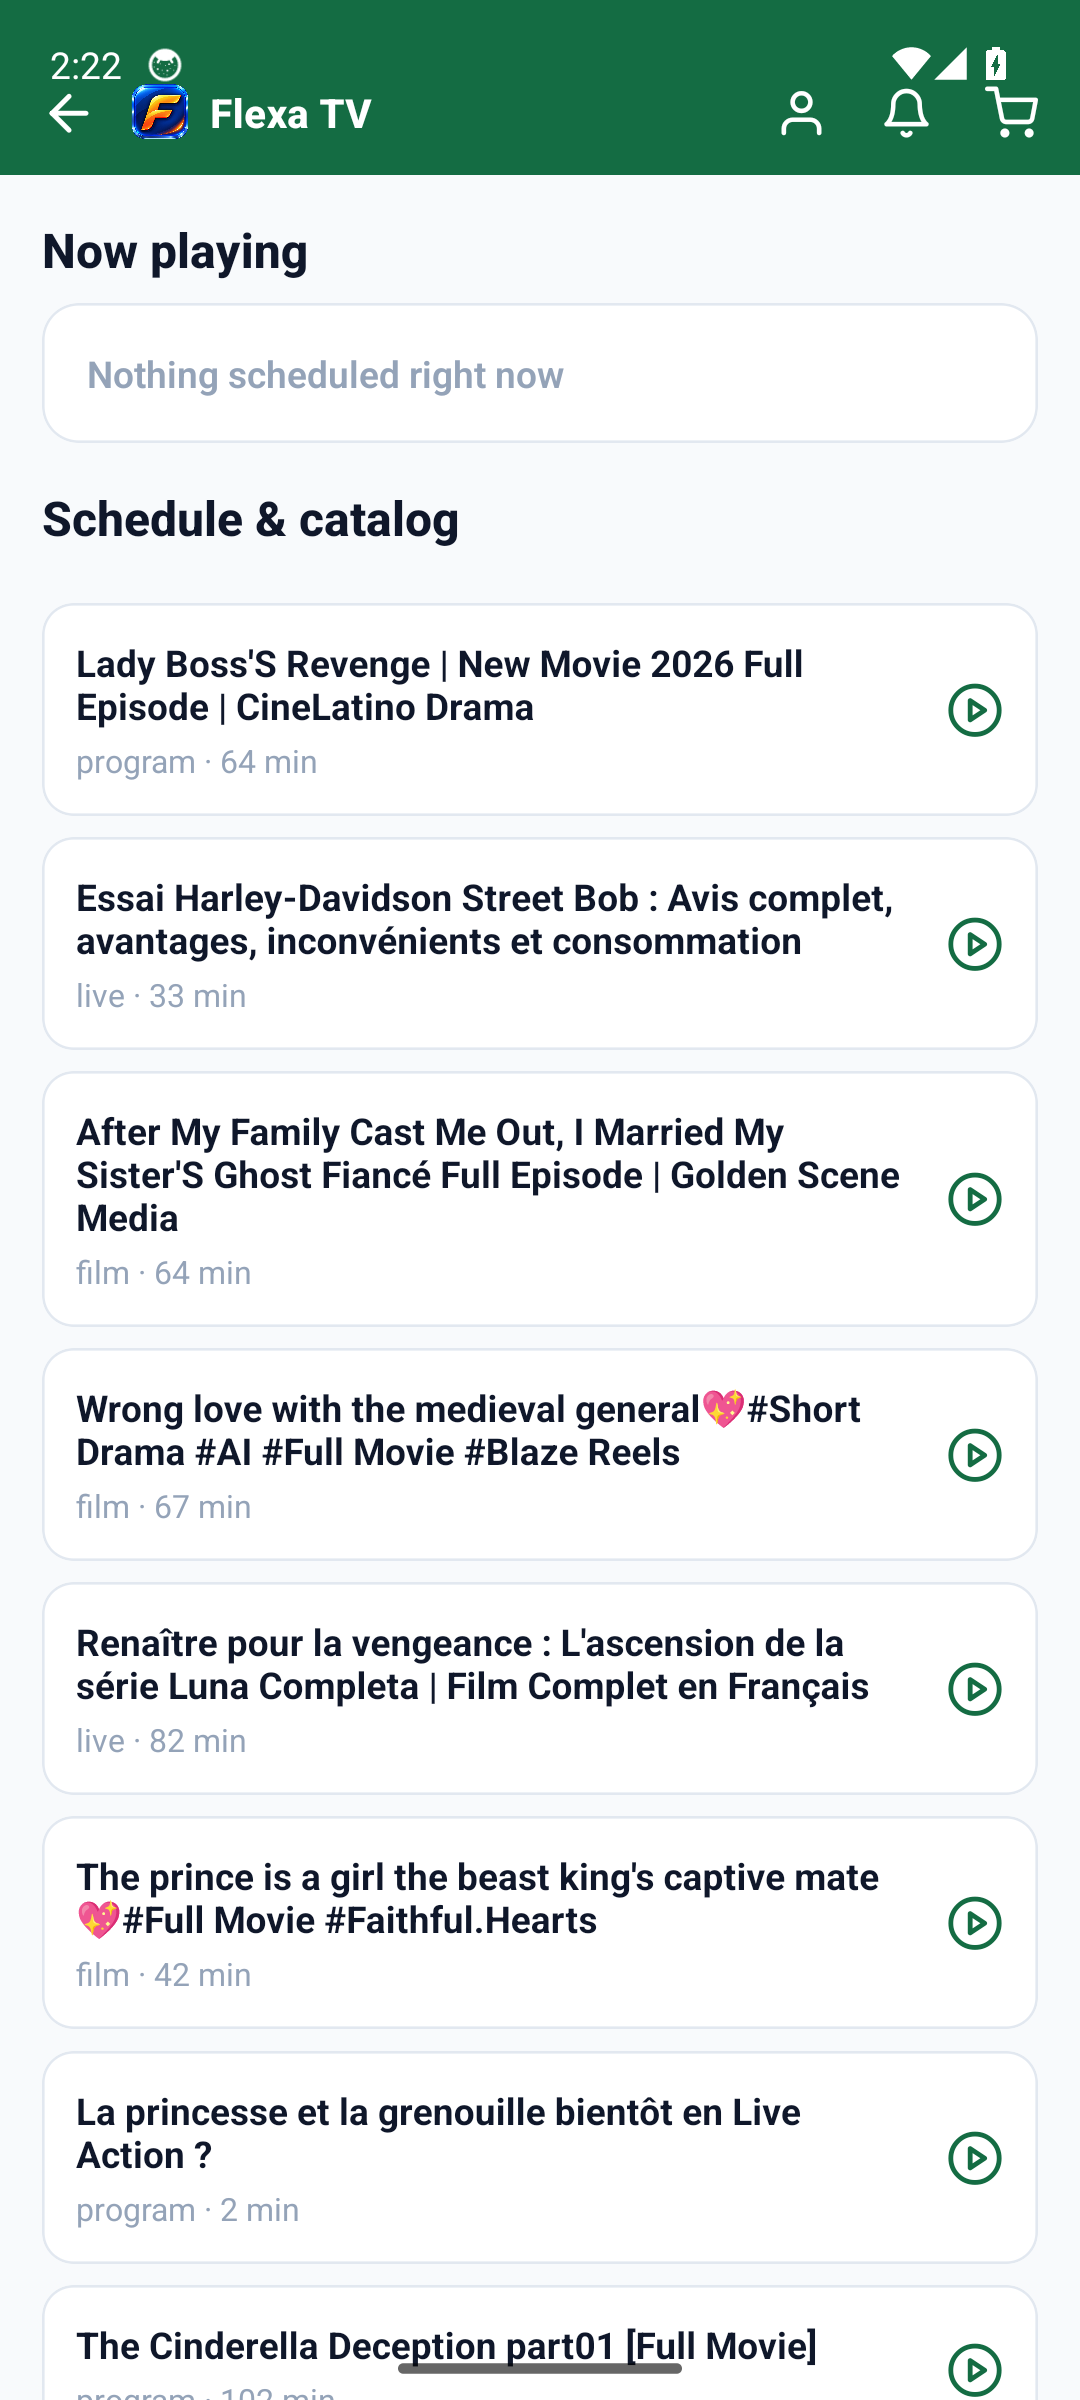 2:22
Flexa TV
Now playing
Nothing scheduled right now
Schedule & catalog
Lady Boss'S Revenge | New Movie 2026 Full
Episode | CineLatino Drama
program · 64 min
Essai Harley-Davidson Street Bob : Avis complet,
avantages, inconvénients et consommation
live · 33 min
After My Family Cast Me Out, I Married My
Sister'S Ghost Fiancé Full Episode | Golden Scene
Media
film · 64 min
Wrong love with the medieval general💖#Short
Drama #AI #Full Movie #Blaze Reels
film · 67 min
Renaître pour la vengeance : L'ascension de la
série Luna Completa | Film Complet en Français
live · 82 min
The prince is a girl the beast king's captive mate
💖#Full Movie #Faithful.Hearts
film · 42 min
La princesse et la grenouille bientôt en Live
Action ?
program · 2 min
The Cinderella Deception part01 [Full Movie]
program · 102 min